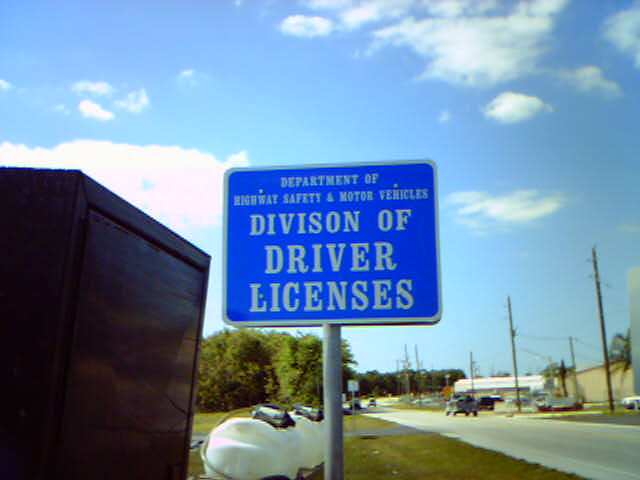 DEPARTMENT OF
HIGHWAY SAFETY & MOTOR VEHICLES
DIVISON OF
DRIVER
LICENSES